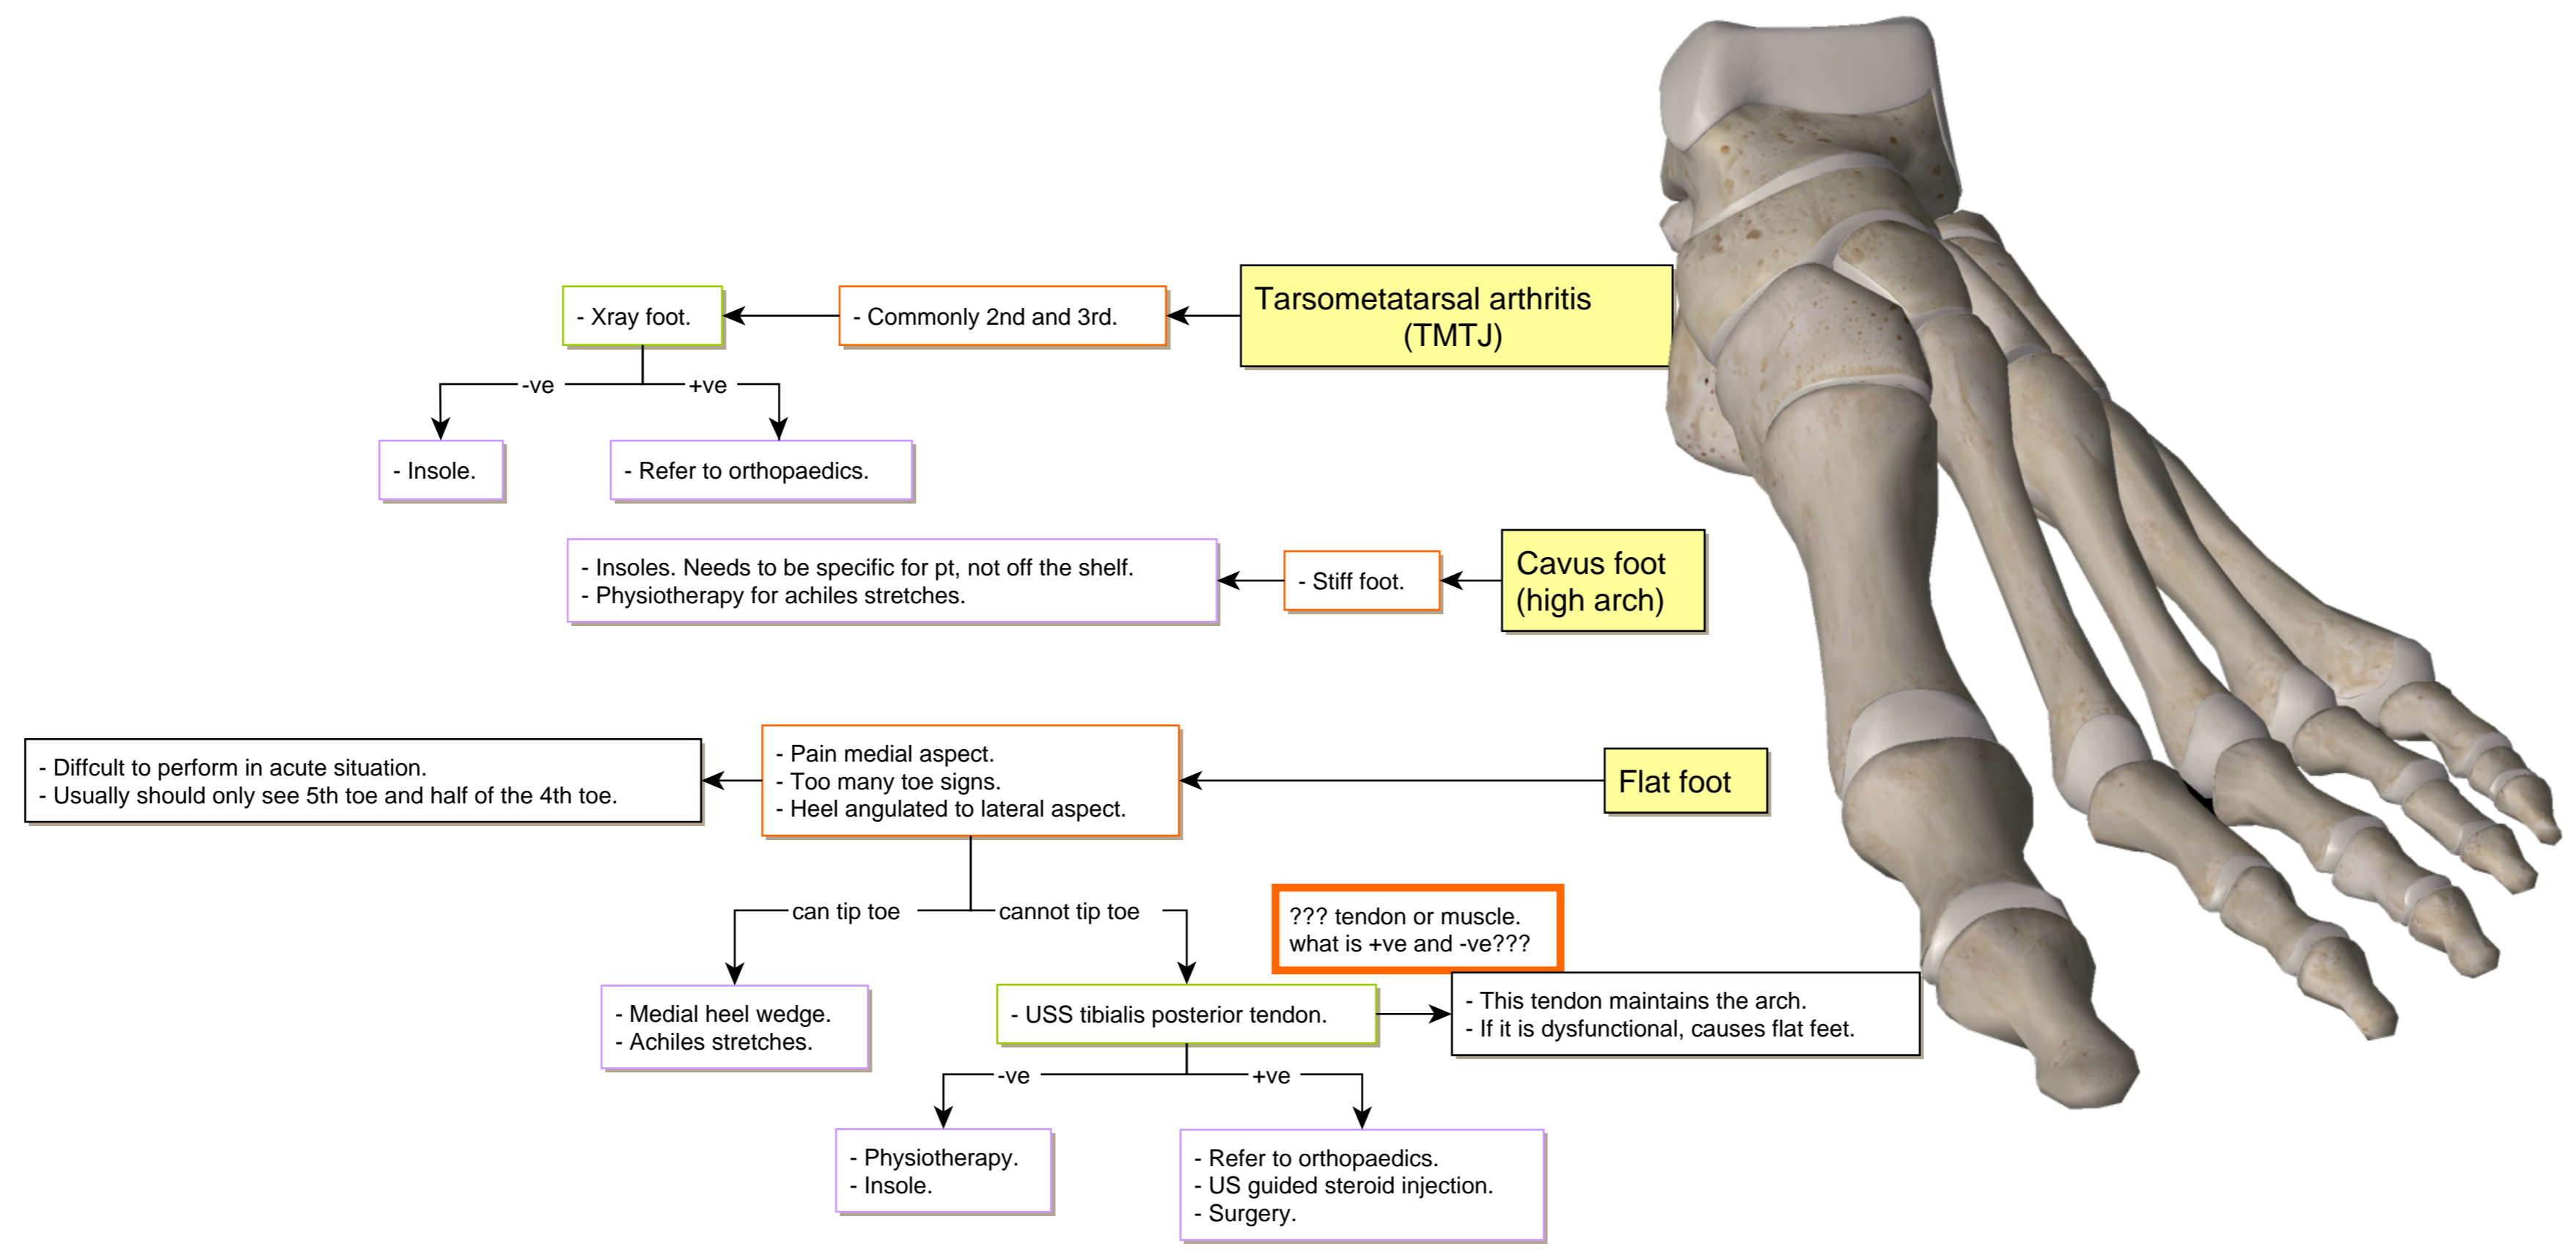 Tarsometatarsal arthritis
(TMTJ)
- Commonly 2nd and 3rd.
- Xray foot.
-ve
+ve
- Insole.
- Refer to orthopaedics.
Cavus foot
(high arch)
- Stiff foot.
- Insoles. Needs to be specific for pt, not off the shelf.
- Physiotherapy for achiles stretches.
Flat foot
- Pain medial aspect.
- Too many toe signs.
- Heel angulated to lateral aspect.
- Diffcult to perform in acute situation.
- Usually should only see 5th toe and half of the 4th toe.
can tip toe
cannot tip toe
??? tendon or muscle.
what is +ve and -ve???
- Medial heel wedge.
- Achiles stretches.
- USS tibialis posterior tendon.
- This tendon maintains the arch.
- If it is dysfunctional, causes flat feet.
-ve
+ve
- Physiotherapy.
- Insole.
- Refer to orthopaedics.
- US guided steroid injection.
- Surgery.